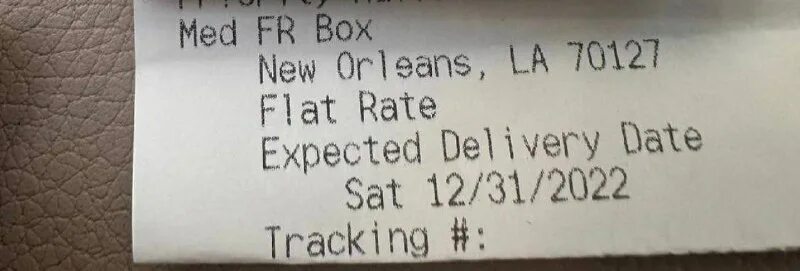 Med FR Box
New Orleans, LA 70127
Flat Rate
Expected Delivery Date
Sat 12/31/2022
Tracking #: